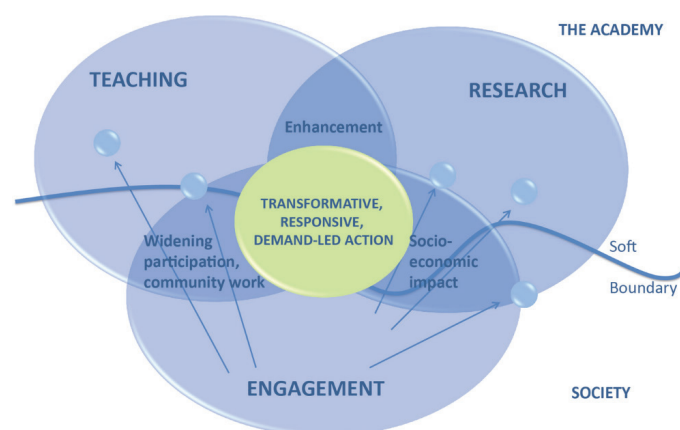 THE ACADEMY
TEACHING
RESEARCH
Enhancement
TRANSFORMATIVE,
RESPONSIVE,
DEMAND-LED ACTION
Widening
participation,
community work
Socio-
economic
impact
Soft
Boundary
ENGAGEMENT
SOCIETY